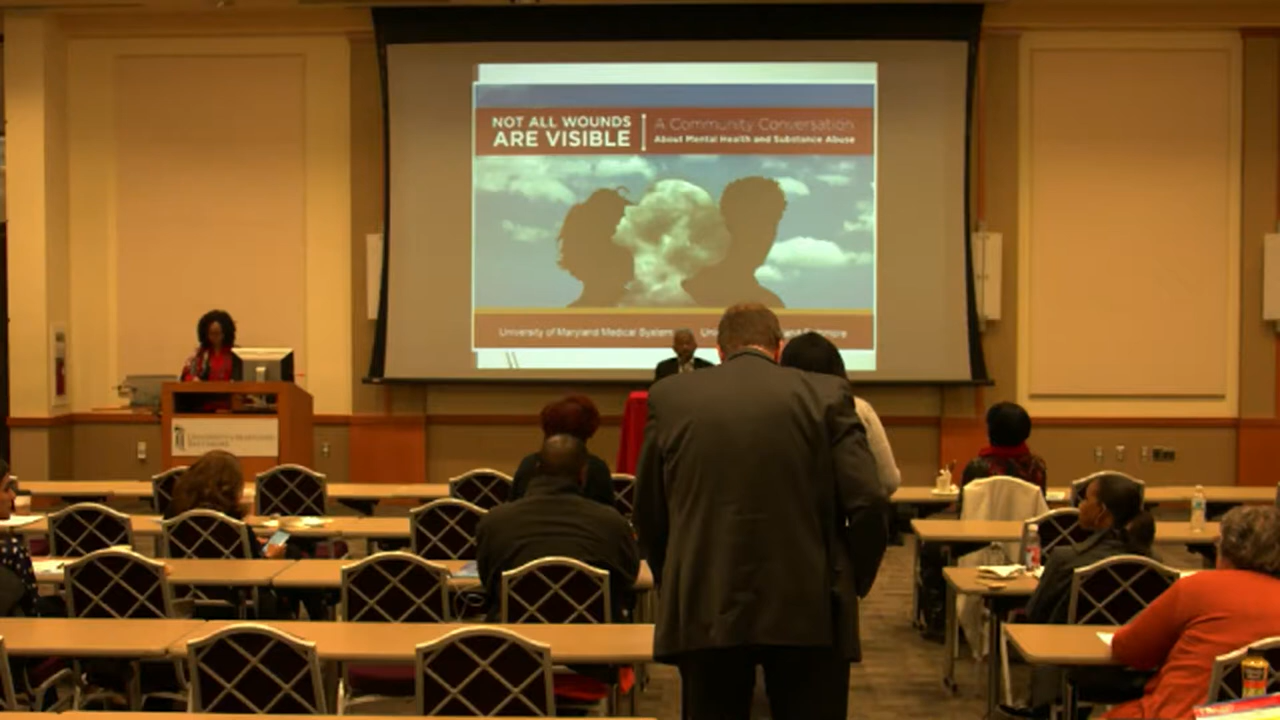 NOT ALL WOUNDS
ARE VISIBLE
A Community Conversation
About Mental Health and Substance Abuse
University of Maryland Medical System